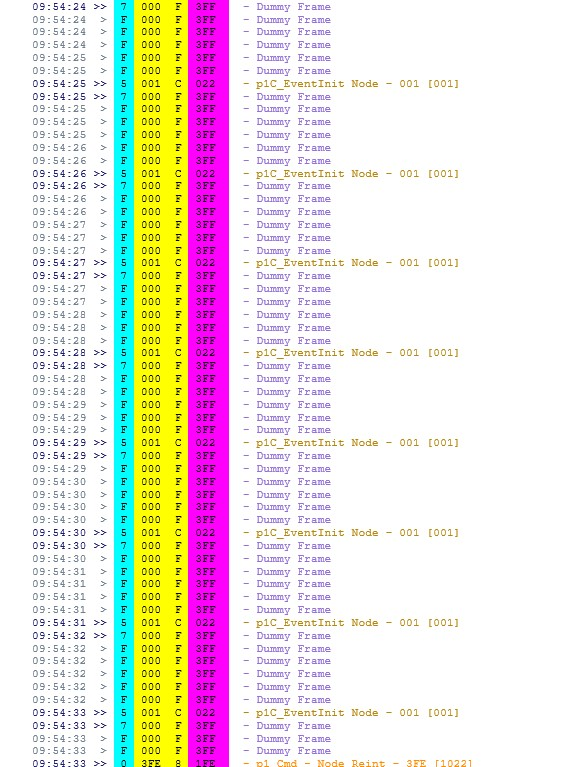 09:54:24 >> 7 000 F 3FF - Dummy Frame
09:54:24 > F 000 F 3FF - Dummy Frame
09:54:24 > F 000 F 3FF - Dummy Frame
09:54:24 > F 000 F 3FF - Dummy Frame
09:54:25 > F 000 F 3FF - Dummy Frame
09:54:25 > F 000 F 3FF - Dummy Frame
09:54:25 >> 5 001 C 022 - p1C_EventInit Node - 001 [001]
09:54:25 >> 7 000 F 3FF - Dummy Frame
09:54:25 > F 000 F 3FF - Dummy Frame
09:54:25 > F 000 F 3FF - Dummy Frame
09:54:25 > F 000 F 3FF - Dummy Frame
09:54:26 > F 000 F 3FF - Dummy Frame
09:54:26 > F 000 F 3FF - Dummy Frame
09:54:26 >> 5 001 C 022 - p1C_EventInit Node - 001 [001]
09:54:26 >> 7 000 F 3FF - Dummy Frame
09:54:26 > F 000 F 3FF - Dummy Frame
09:54:26 > F 000 F 3FF - Dummy Frame
09:54:27 > F 000 F 3FF - Dummy Frame
09:54:27 > F 000 F 3FF - Dummy Frame
09:54:27 > F 000 F 3FF - Dummy Frame
09:54:27 >> 5 001 C 022 - p1C_EventInit Node - 001 [001]
09:54:27 >> 7 000 F 3FF - Dummy Frame
09:54:27 > F 000 F 3FF - Dummy Frame
09:54:27 > F 000 F 3FF - Dummy Frame
09:54:28 > F 000 F 3FF - Dummy Frame
09:54:28 > F 000 F 3FF - Dummy Frame
09:54:28 > F 000 F 3FF - Dummy Frame
09:54:28 >> 5 001 C 022 - p1C_EventInit Node - 001 [001]
09:54:28 >> 7 000 F 3FF - Dummy Frame
09:54:28 > F 000 F 3FF - Dummy Frame
09:54:28 > F 000 F 3FF - Dummy Frame
09:54:29 > F 000 F 3FF - Dummy Frame
09:54:29 > F 000 F 3FF - Dummy Frame
09:54:29 > F 000 F 3FF - Dummy Frame
09:54:29 >> 5 001 C 022 - p1C_EventInit Node - 001 [001]
09:54:29 >> 7 000 F 3FF - Dummy Frame
09:54:29 > F 000 F 3FF - Dummy Frame
09:54:30 > F 000 F 3FF - Dummy Frame
09:54:30 > F 000 F 3FF - Dummy Frame
09:54:30 > F 000 F 3FF - Dummy Frame
09:54:30 > F 000 F 3FF - Dummy Frame
09:54:30 >> 5 001 C 022 - p1C_EventInit Node - 001 [001]
09:54:30 >> 7 000 F 3FF - Dummy Frame
09:54:30 > F 000 F 3FF - Dummy Frame
09:54:31 > F 000 F 3FF - Dummy Frame
09:54:31 > F 000 F 3FF - Dummy Frame
09:54:31 > F 000 F 3FF - Dummy Frame
09:54:31 > F 000 F 3FF - Dummy Frame
09:54:31 >> 5 001 C 022 - p1C_EventInit Node - 001 [001]
09:54:32 >> 7 000 F 3FF - Dummy Frame
09:54:32 > F 000 F 3FF - Dummy Frame
09:54:32 > F 000 F 3FF - Dummy Frame
09:54:32 > F 000 F 3FF - Dummy Frame
09:54:32 > F 000 F 3FF - Dummy Frame
09:54:32 > F 000 F 3FF - Dummy Frame
09:54:33 >> 5 001 C 022 - p1C_EventInit Node - 001 [001]
09:54:33 >> 7 000 F 3FF - Dummy Frame
09:54:33 > F 000 F 3FF - Dummy Frame
09:54:33 > F 000 F 3FF - Dummy Frame
09:54:33 >> 0 3FE 8 1FE - p1 Cmd - Node Reint - 3FE [1022]